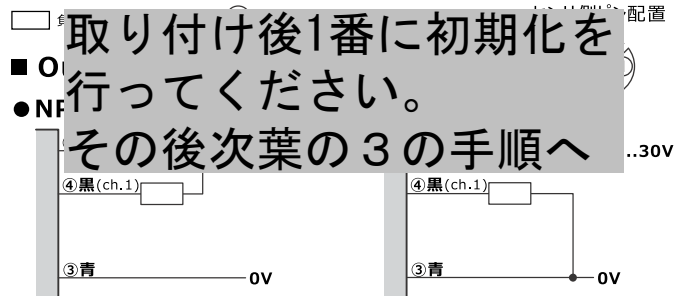 配置
取り付け後1番に初期化を
行ってください。
その後次葉の３の手順へ
■ O
●NP
..30V
④黒(ch.1)
④黒(ch.1)
③青
0V
③青
0V